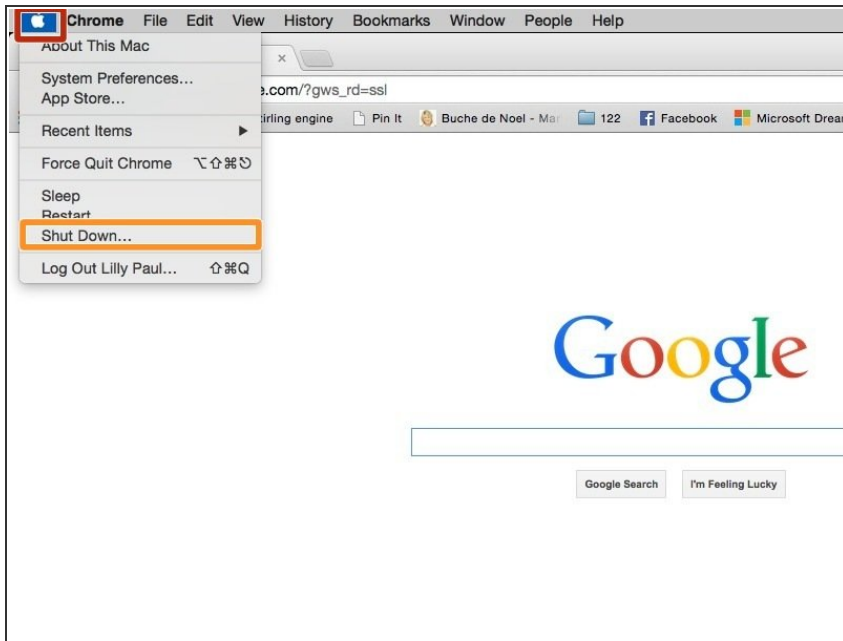 Chrome File Edit View History Bookmarks Window People Help
About This Mac
System Preferences...
App Store...
e.com/?gws_rd=ssl
Recent Items
tirling engine Pin It Buche de Noel - Mar 122 Facebook Microsoft Drea
Force Quit Chrome ⌥⇧⌘⎋
Sleep
Restart
Shut Down...
Log Out Lilly Paul... ⇧⌘Q
Google
Google Search I'm Feeling Lucky